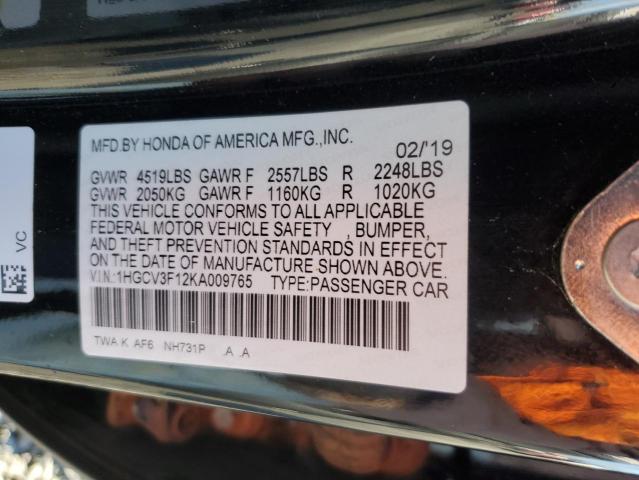 MFD.BY HONDA OF AMERICA MFG.,INC.
02/'19
GVWR 4519LBS GAWR F 2557LBS R 2248LBS
GVWR 2050KG GAWR F 1160KG R 1020KG
THIS VEHICLE CONFORMS TO ALL APPLICABLE
FEDERAL MOTOR VEHICLE SAFETY , BUMPER,
AND THEFT PREVENTION STANDARDS IN EFFECT
ON THE DATE OF MANUFACTURE SHOWN ABOVE.
V.I.N.:1HGCV3F12KA009765 TYPE:PASSENGER CAR
TWA K AF6 NH731P .A .A
VC